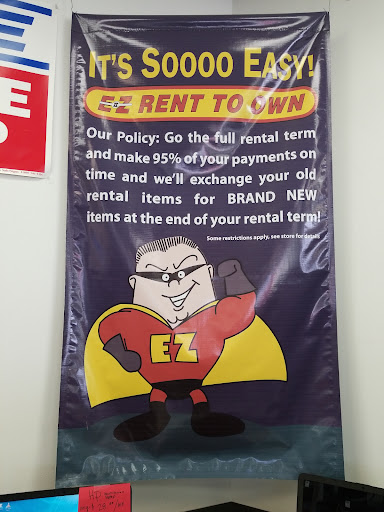 IT'S SOOOO EASY!
E-Z RENT TO OWN
Our Policy: Go the full rental term
and make 95% of your payments on
time and we'll exchange your old
rental items for BRAND NEW
items at the end of your rental term!
Some restrictions apply, see store for details
EZ